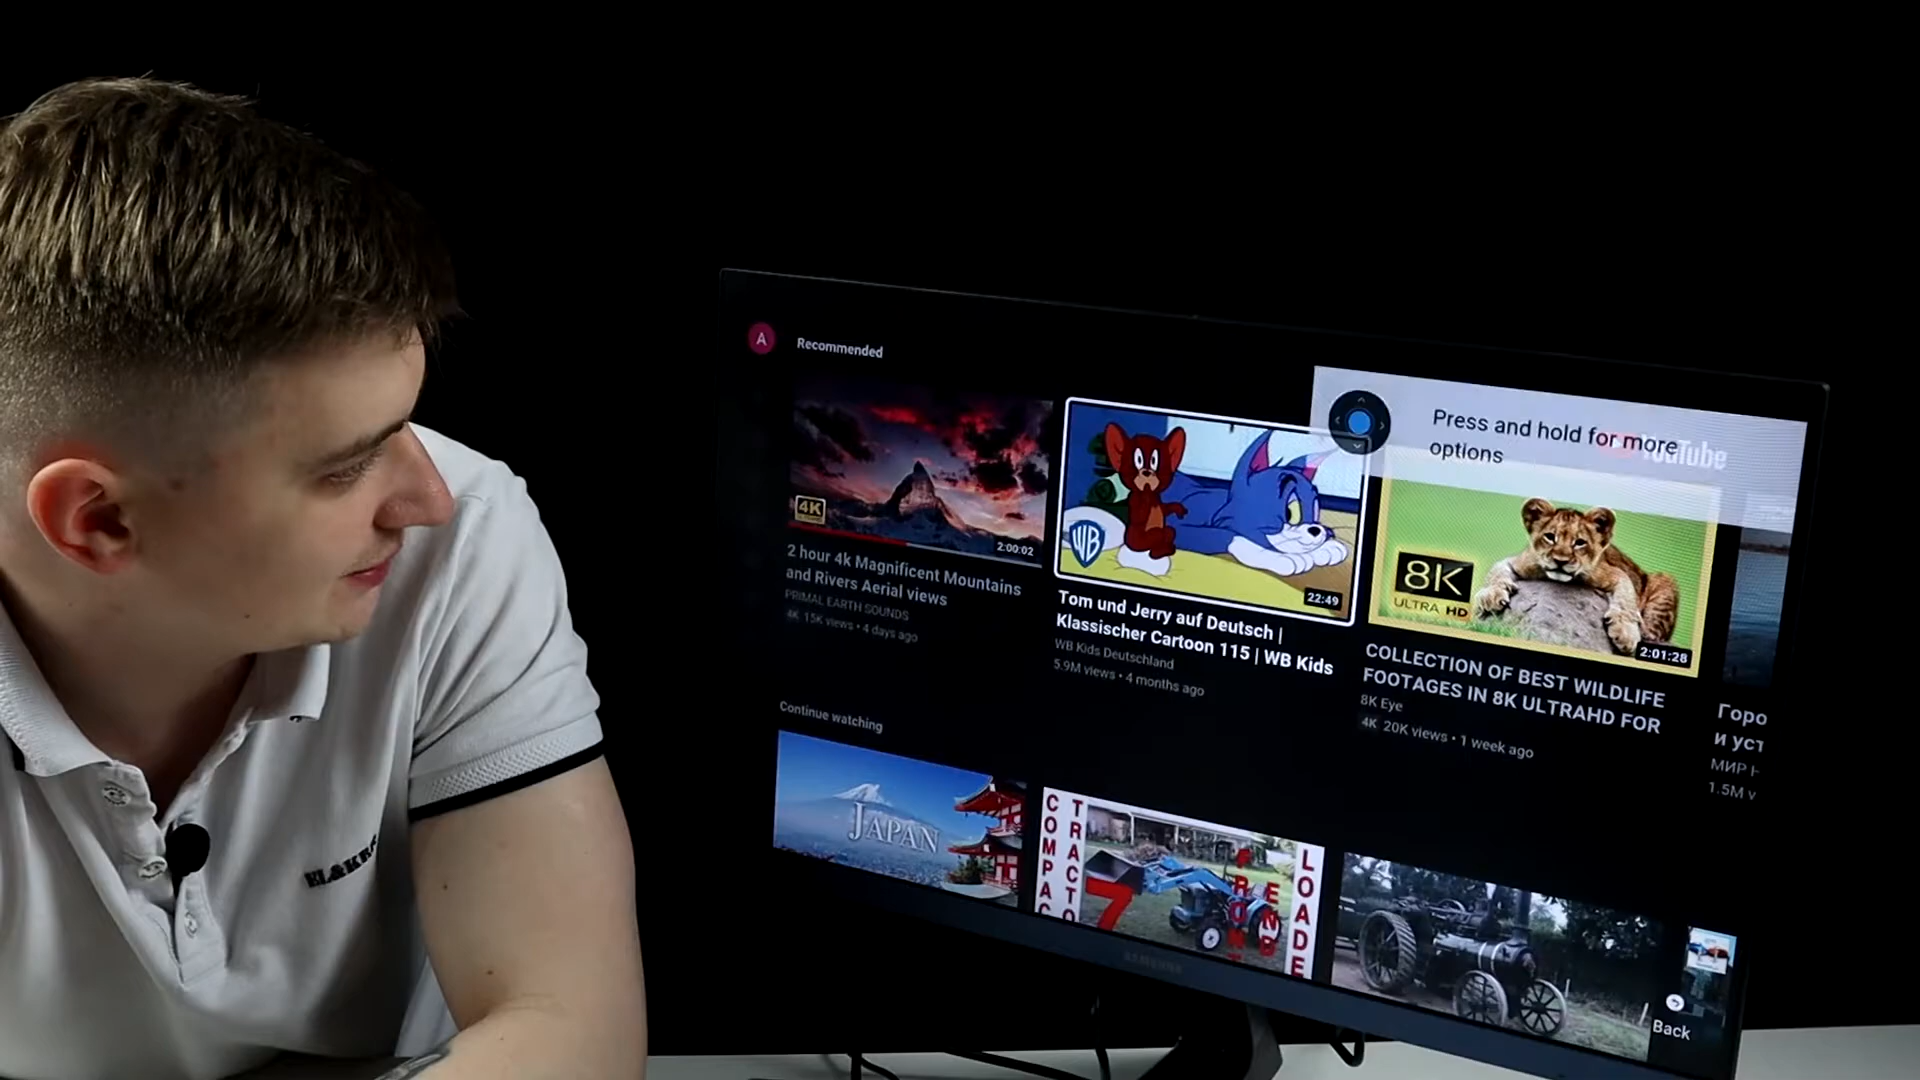 A
Recommended
Press and hold for more
options
YouTube
4K
2:00:02
2 hour 4k Magnificent Mountains
and Rivers Aerial views
PRIMAL EARTH SOUNDS
4K 15K views • 4 days ago
WB
22:49
Tom und Jerry auf Deutsch |
Klassischer Cartoon 115 | WB Kids
WB Kids Deutschland
5.9M views • 4 months ago
8K
ULTRA HD
2:01:28
COLLECTION OF BEST WILDLIFE
FOOTAGES IN 8K ULTRAHD FOR
8K Eye
4K 20K views • 1 week ago
Горо
и уст
МИР Н
1.5M v
Continue watching
JAPAN
COMPAC
TRACTO
7
FRONT
END
LOADE
SAMSUNG
Back